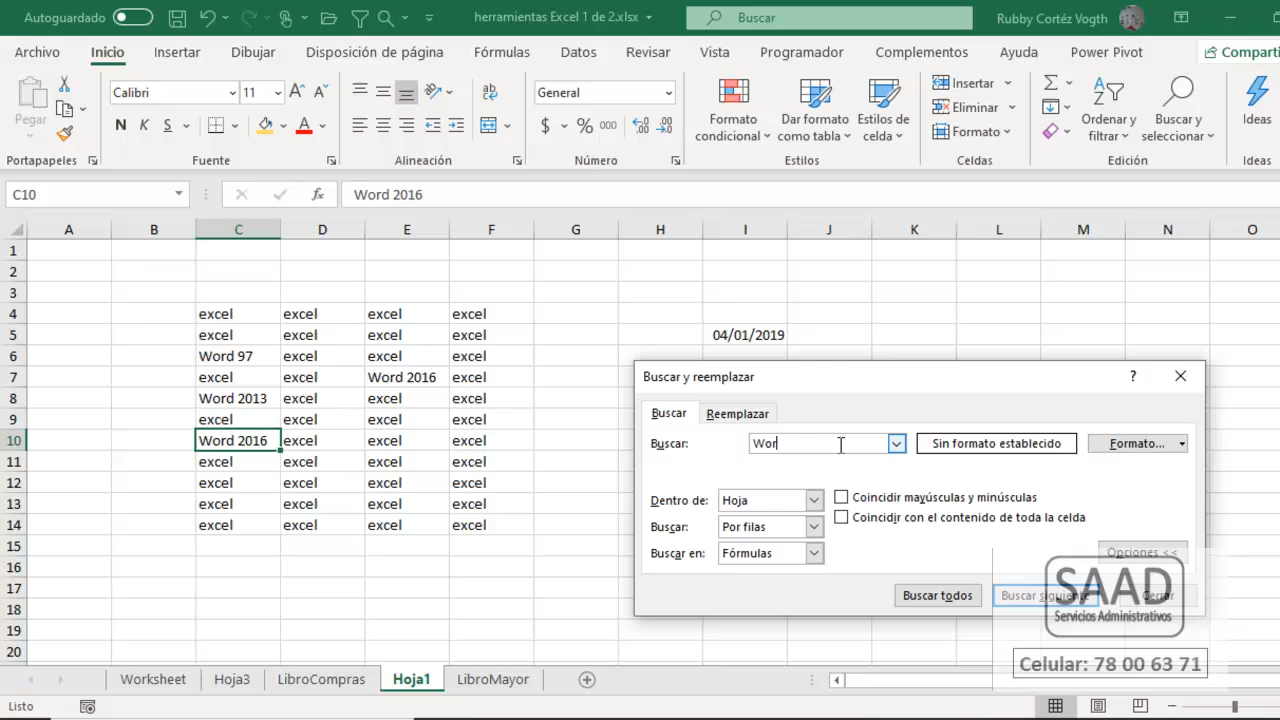 Autoguardado
herramientas Excel 1 de 2.xlsx
Buscar
Rubby Cortéz Vogth
Archivo Inicio Insertar Dibujar Disposición de página Fórmulas Datos Revisar Vista Programador Complementos Ayuda Power Pivot Comparti
Pegar
Calibri 11
N K S
ab
General
$ % 000
Formato condicional
Dar formato como tabla
Estilos de celda
Insertar
Eliminar
Formato
Ordenar y filtrar
Buscar y seleccionar
Ideas
Portapapeles Fuente Alineación Número Estilos Celdas Edición Ideas
C10 fx Word 2016
A B C D E F G H I J K L M N O
1
2
3
4 excel excel excel excel
5 excel excel excel excel 04/01/2019
6 Word 97 excel excel excel
7 excel excel Word 2016 excel
8 Word 2013 excel excel excel
9 excel excel excel excel
10 Word 2016 excel excel excel
11 excel excel excel excel
12 excel excel excel excel
13 excel excel excel excel
14 excel excel excel excel
15
16
17
18
19
20
Buscar y reemplazar ?
Buscar Reemplazar
Buscar: Wor Sin formato establecido Formato...
Dentro de: Hoja Coincidir mayúsculas y minúsculas
Buscar: Por filas Coincidir con el contenido de toda la celda
Buscar en: Fórmulas Opciones <<
Buscar todos Buscar siguiente Cerrar
SAAD
Servicios Administrativos
Celular: 78 00 63 71
Worksheet Hoja3 LibroCompras Hoja1 LibroMayor
Listo